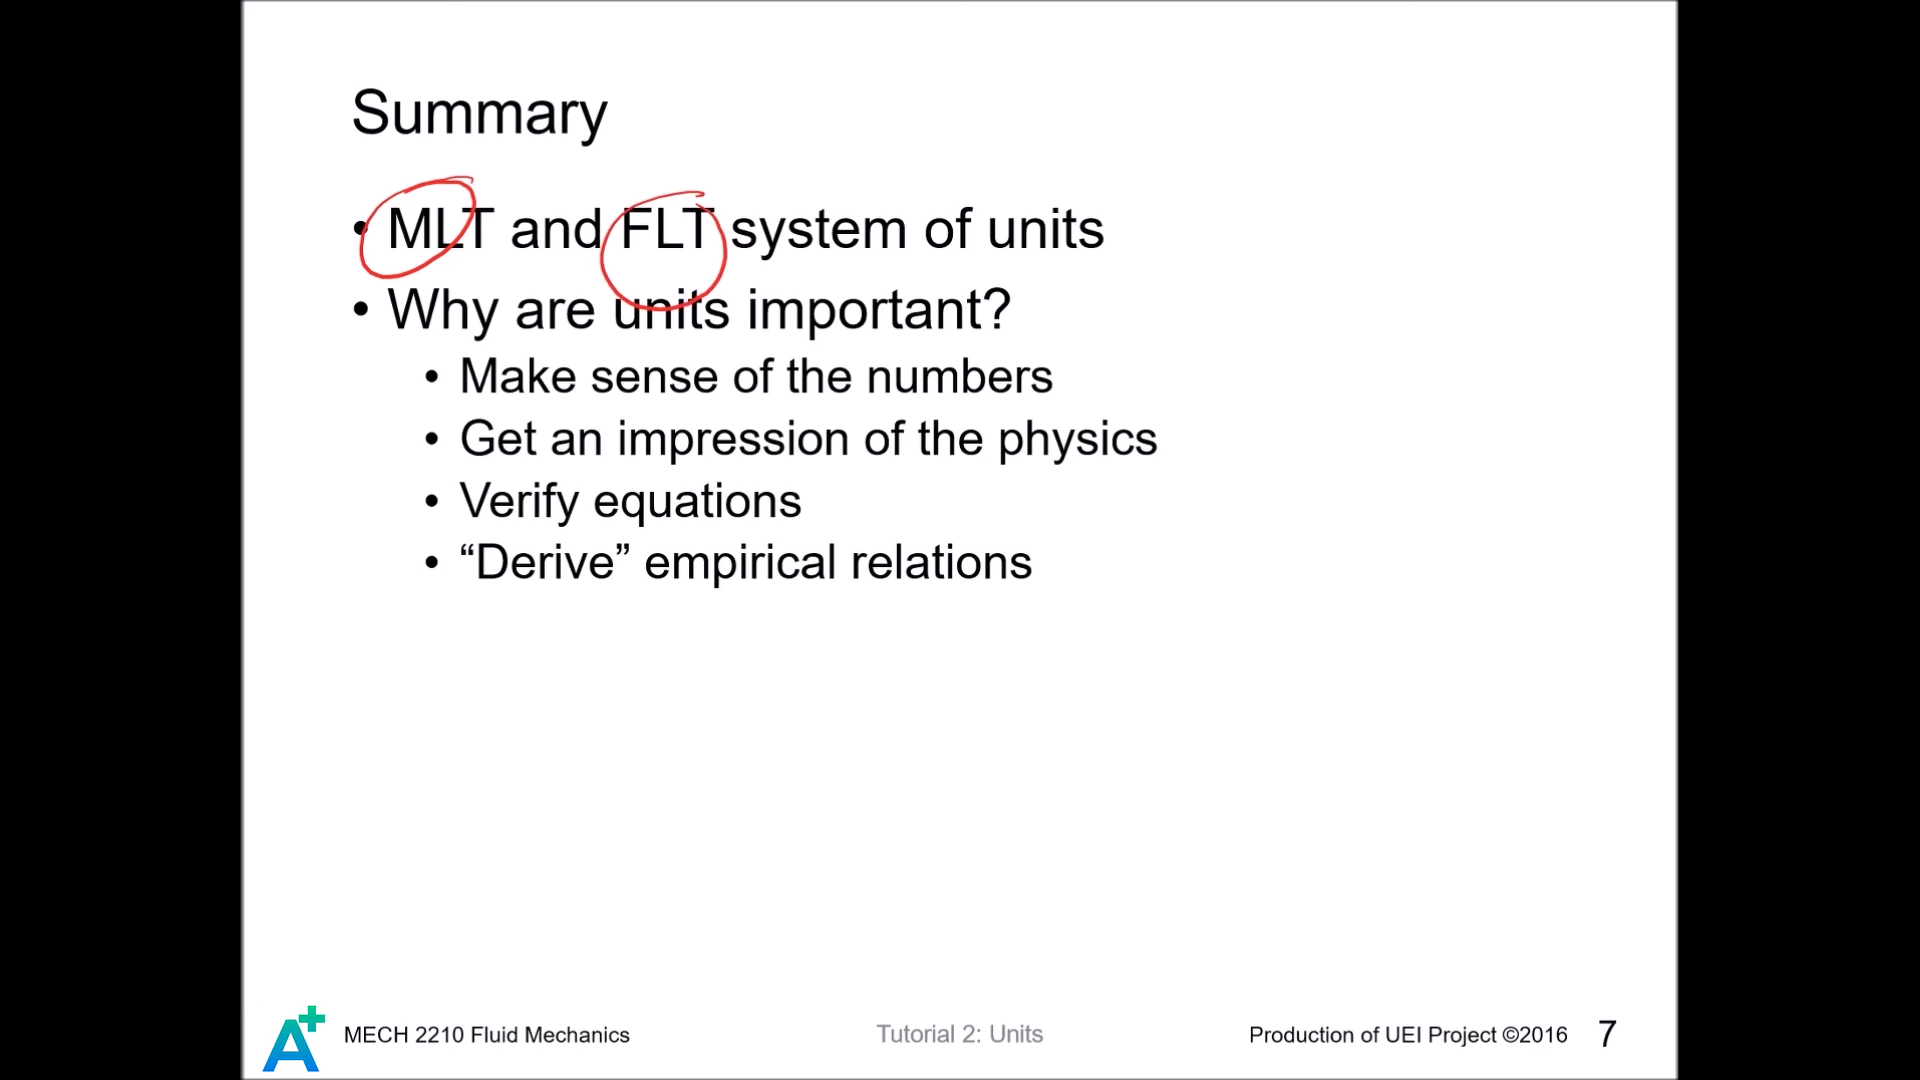 Summary
• MLT and FLT system of units
• Why are units important?
• Make sense of the numbers
• Get an impression of the physics
• Verify equations
• “Derive” empirical relations
A+ MECH 2210 Fluid Mechanics Tutorial 2: Units Production of UEI Project ©2016 7